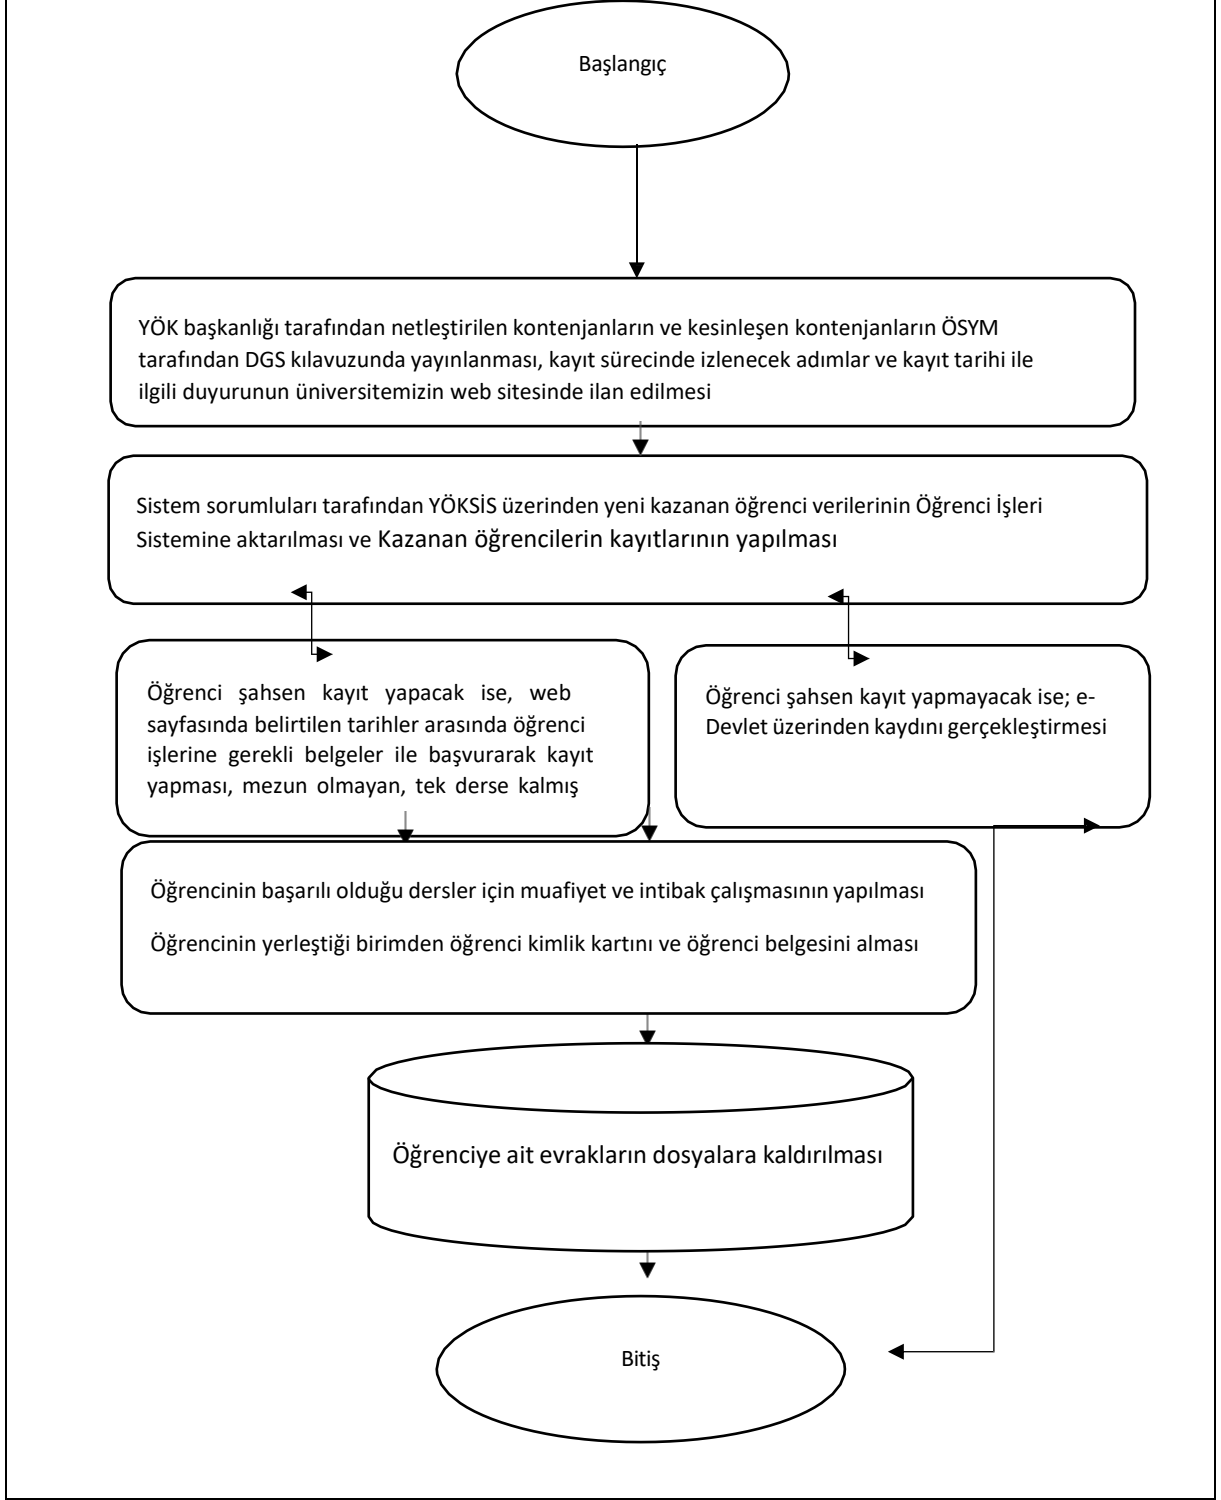 Başlangıç
YÖK başkanlığı tarafından netleştirilen kontenjanların ve kesinleşen kontenjanların ÖSYM
tarafından DGS kılavuzunda yayınlanması, kayıt sürecinde izlenecek adımlar ve kayıt tarihi ile
ilgili duyurunun üniversitemizin web sitesinde ilan edilmesi
Sistem sorumluları tarafından YÖKSİS üzerinden yeni kazanan öğrenci verilerinin Öğrenci İşleri
Sistemine aktarılması ve Kazanan öğrencilerin kayıtlarının yapılması
Öğrenci şahsen kayıt yapacak ise, web
sayfasında belirtilen tarihler arasında öğrenci
işlerine gerekli belgeler ile başvurarak kayıt
yapması, mezun olmayan, tek derse kalmış
Öğrenci şahsen kayıt yapmayacak ise; e-
Devlet üzerinden kaydını gerçekleştirmesi
Öğrencinin başarılı olduğu dersler için muafiyet ve intibak çalışmasının yapılması
Öğrencinin yerleştiği birimden öğrenci kimlik kartını ve öğrenci belgesini alması
Öğrenciye ait evrakların dosyalara kaldırılması
Bitiş